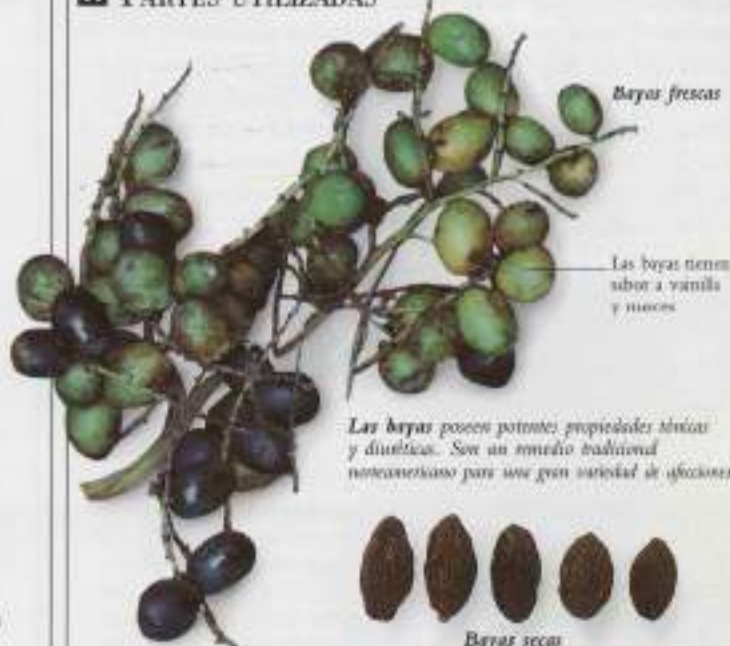 PARTES UTILIZADAS
Bayas frescas
Las bayas tienen
sabor a vainilla
y nueces
Las bayas poseen potentes propiedades tónicas
y diuréticas. Son un remedio tradicional
norteamericano para una gran variedad de afecciones
Bayas secas